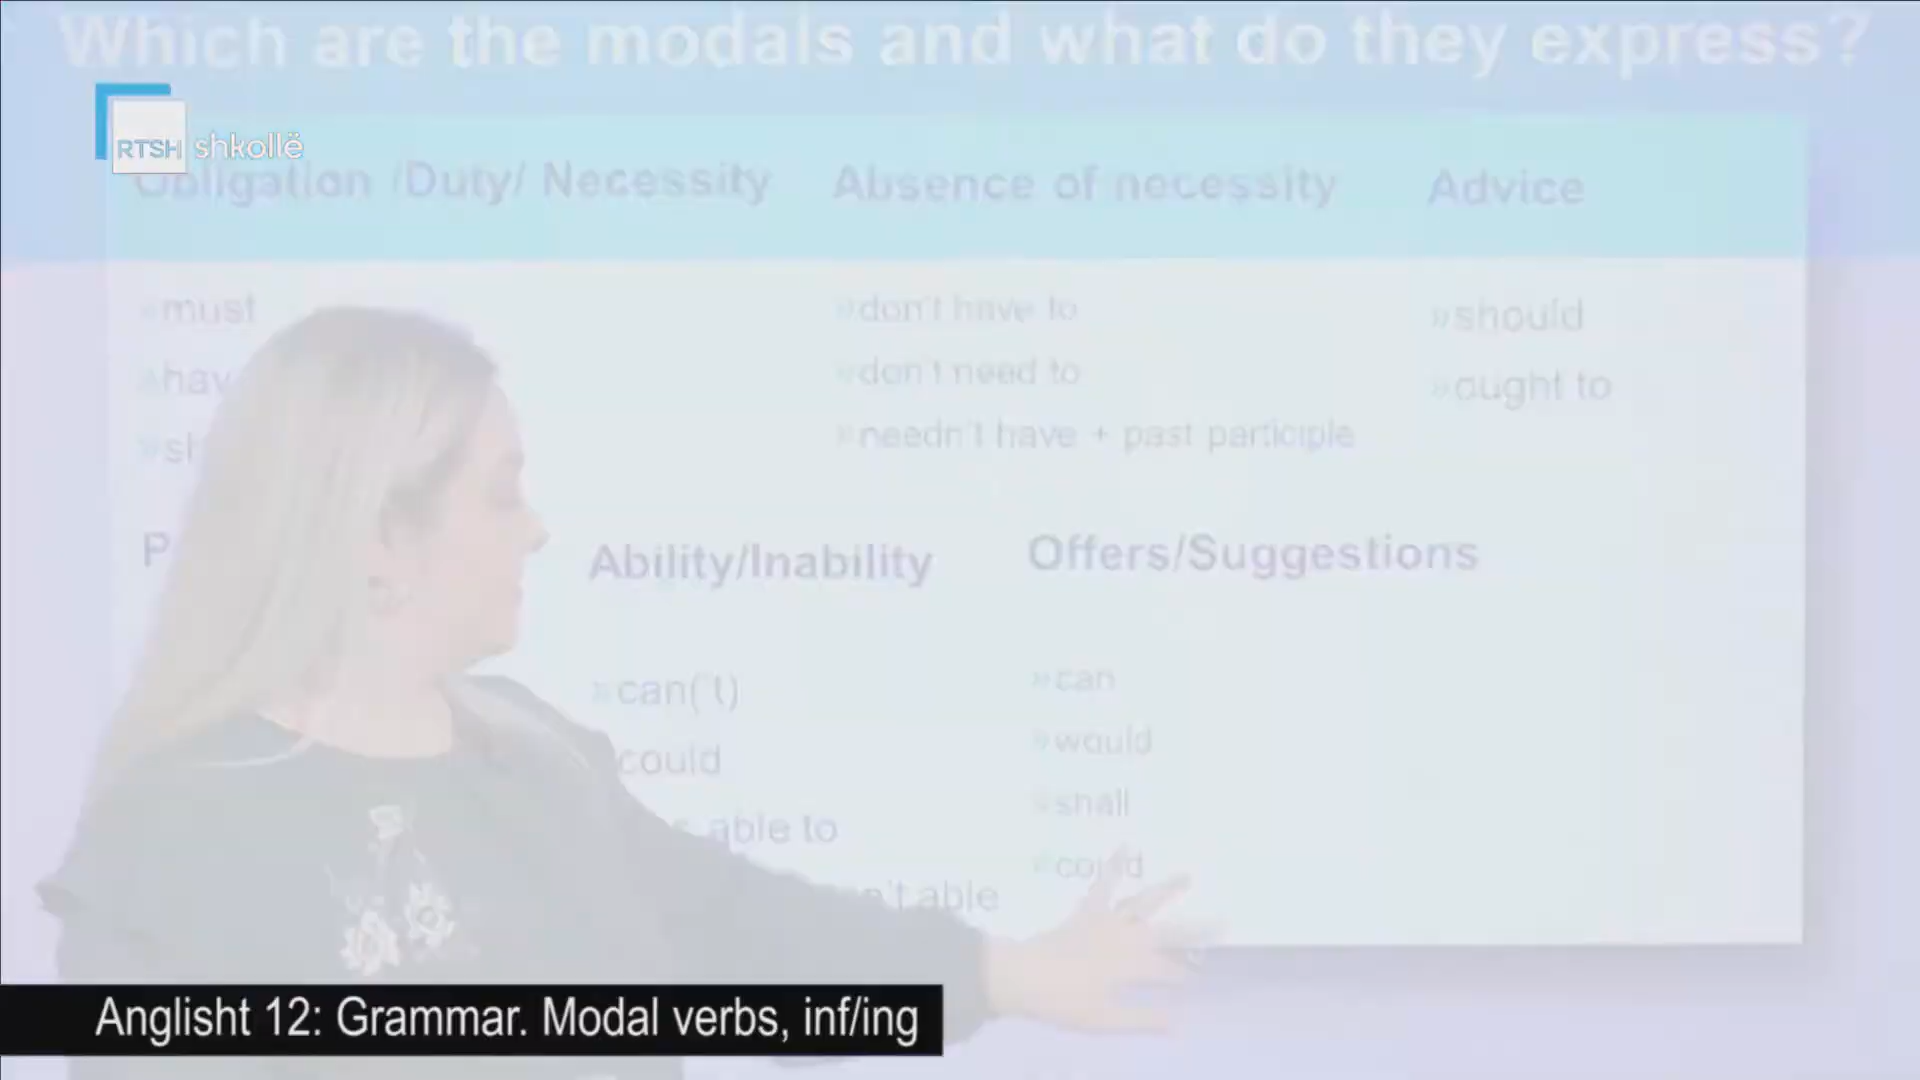 Which are the modals and what do they express?
RTSH shkollë
Obligation /Duty/ Necessity
must
Absence of necessity
don't have to
don't need to
needn't have + past participle
Advice
should
ought to
Ability/Inability
can('t)
could
able to
able
Offers/Suggestions
can
would
shall
could
Anglisht 12: Grammar. Modal verbs, inf/ing